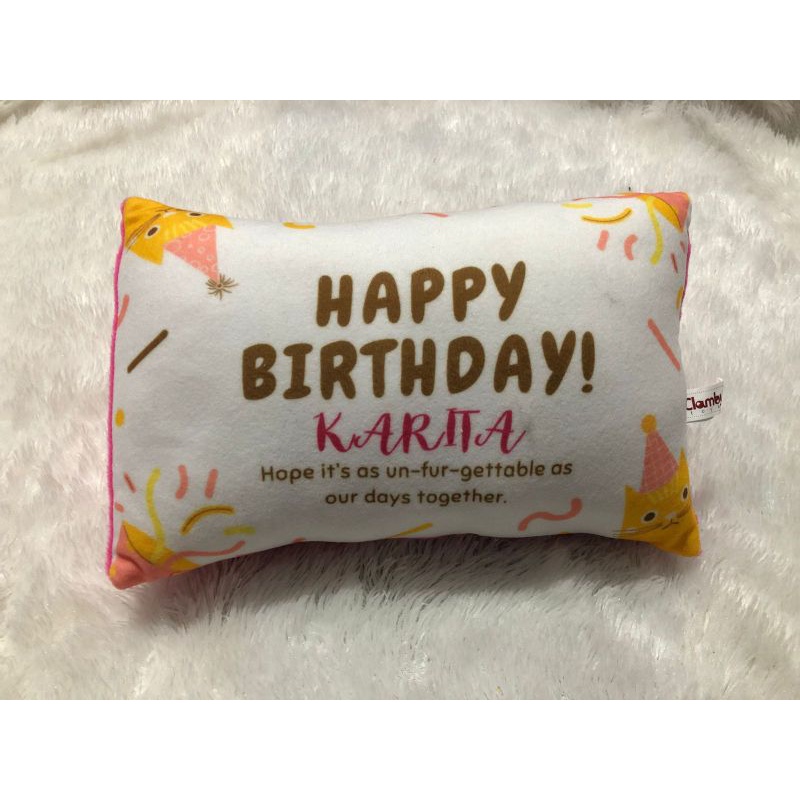 HAPPY
BIRTHDAY!
KARITA
Hope it's as un-fur-gettable as
our days together.